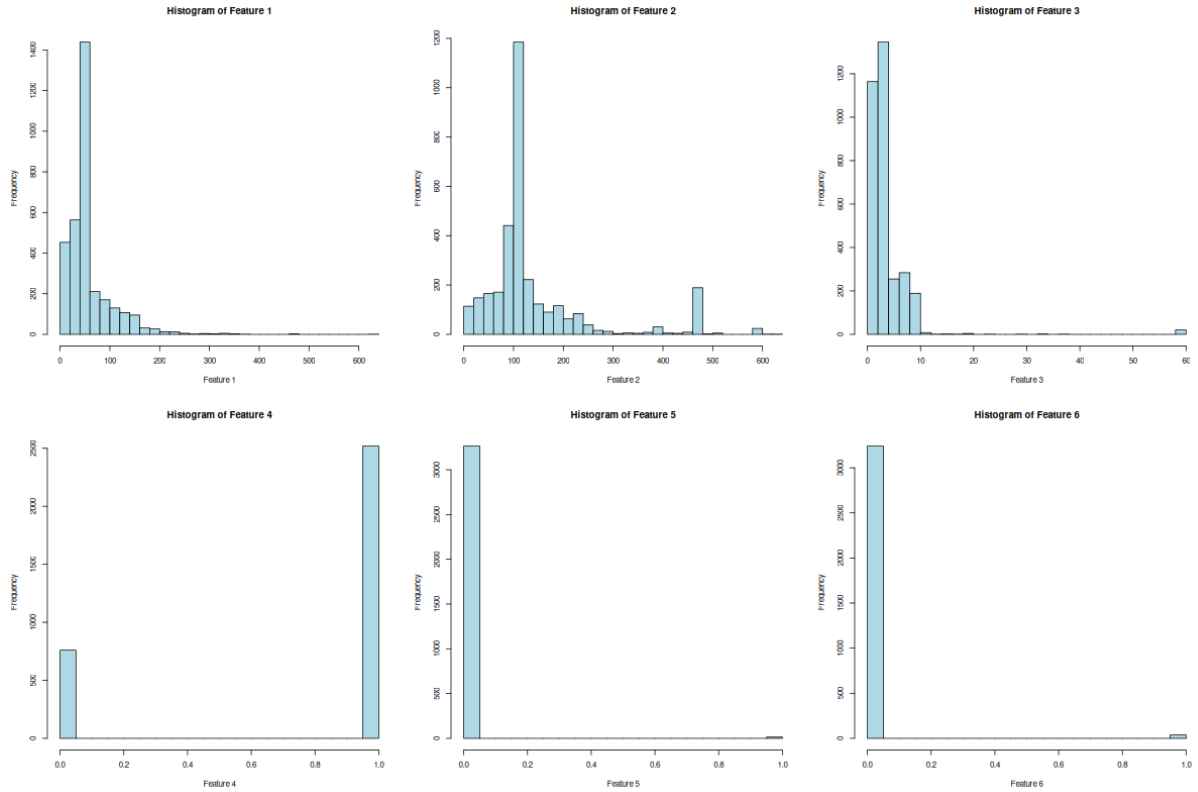 Histogram of Feature 1
Frequency
0 200 400 600 800 1000 1200 1400
0 100 200 300 400 500 600
Feature 1
Histogram of Feature 2
Frequency
0 200 400 600 800 1000 1200
0 100 200 300 400 500 600
Feature 2
Histogram of Feature 3
Frequency
0 200 400 600 800 1000 1200
0 10 20 30 40 50 60
Feature 3
Histogram of Feature 4
Frequency
0 500 1000 1500 2000 2500
0.0 0.2 0.4 0.6 0.8 1.0
Feature 4
Histogram of Feature 5
Frequency
0 500 1000 1500 2000 2500 3000
0.0 0.2 0.4 0.6 0.8 1.0
Feature 5
Histogram of Feature 6
Frequency
0 500 1000 1500 2000 2500 3000
0.0 0.2 0.4 0.6 0.8 1.0
Feature 6